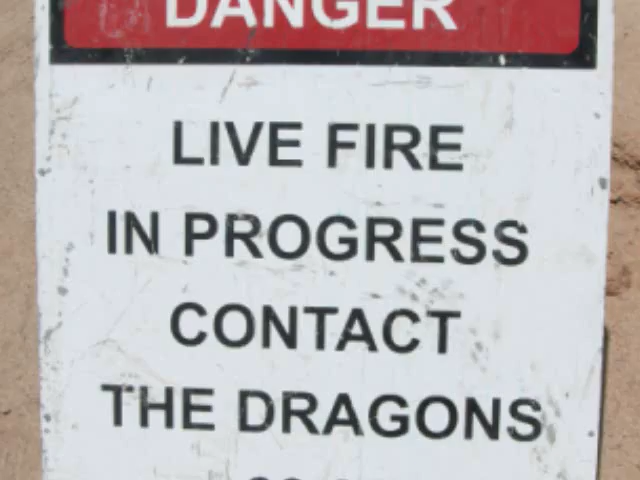 DANGER
LIVE FIRE
IN PROGRESS
CONTACT
THE DRAGONS